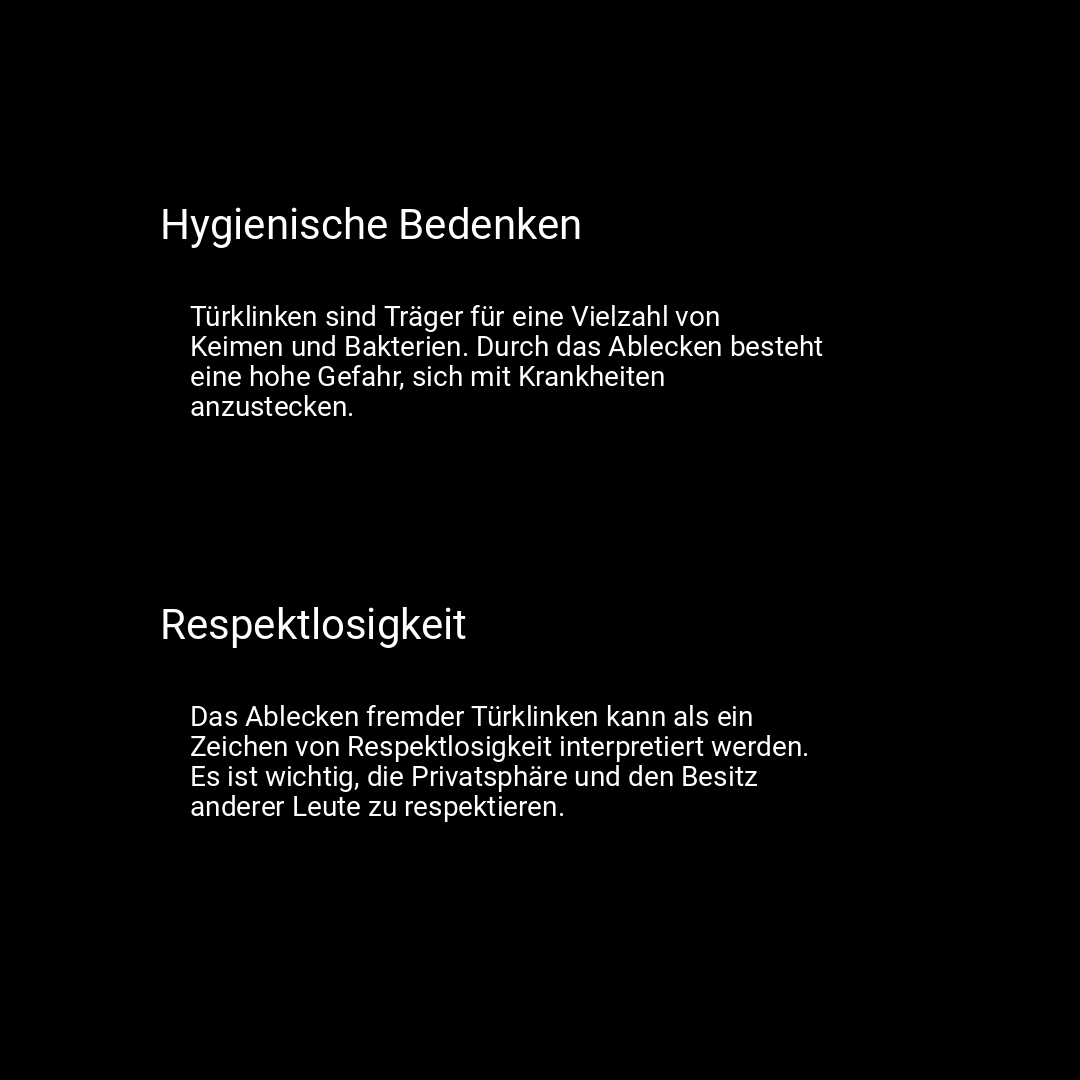 Hygienische Bedenken
Türklinken sind Träger für eine Vielzahl von
Keimen und Bakterien. Durch das Ablecken besteht
eine hohe Gefahr, sich mit Krankheiten
anzustecken.
Respektlosigkeit
Das Ablecken fremder Türklinken kann als ein
Zeichen von Respektlosigkeit interpretiert werden.
Es ist wichtig, die Privatsphäre und den Besitz
anderer Leute zu respektieren.